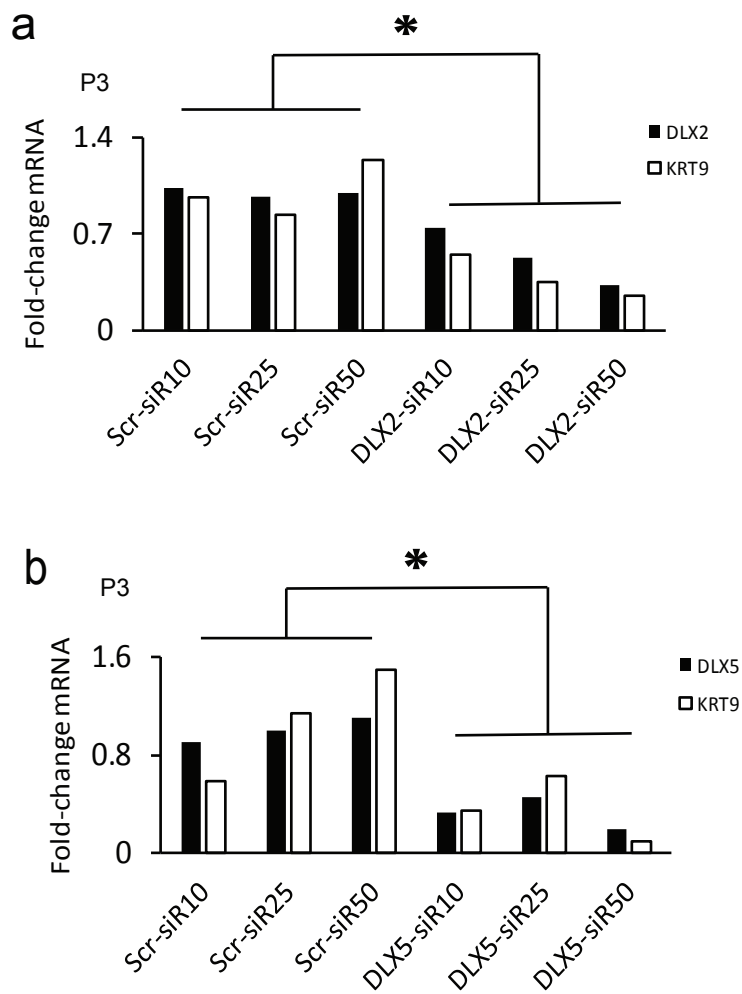 a
*
P3
Fold-change mRNA
1.4
0.7
0
DLX2
KRT9
Scr-siR10
Scr-siR25
Scr-siR50
DLX2-siR10
DLX2-siR25
DLX2-siR50
b
*
P3
Fold-change mRNA
1.6
0.8
0
DLX5
KRT9
Scr-siR10
Scr-siR25
Scr-siR50
DLX5-siR10
DLX5-siR25
DLX5-siR50